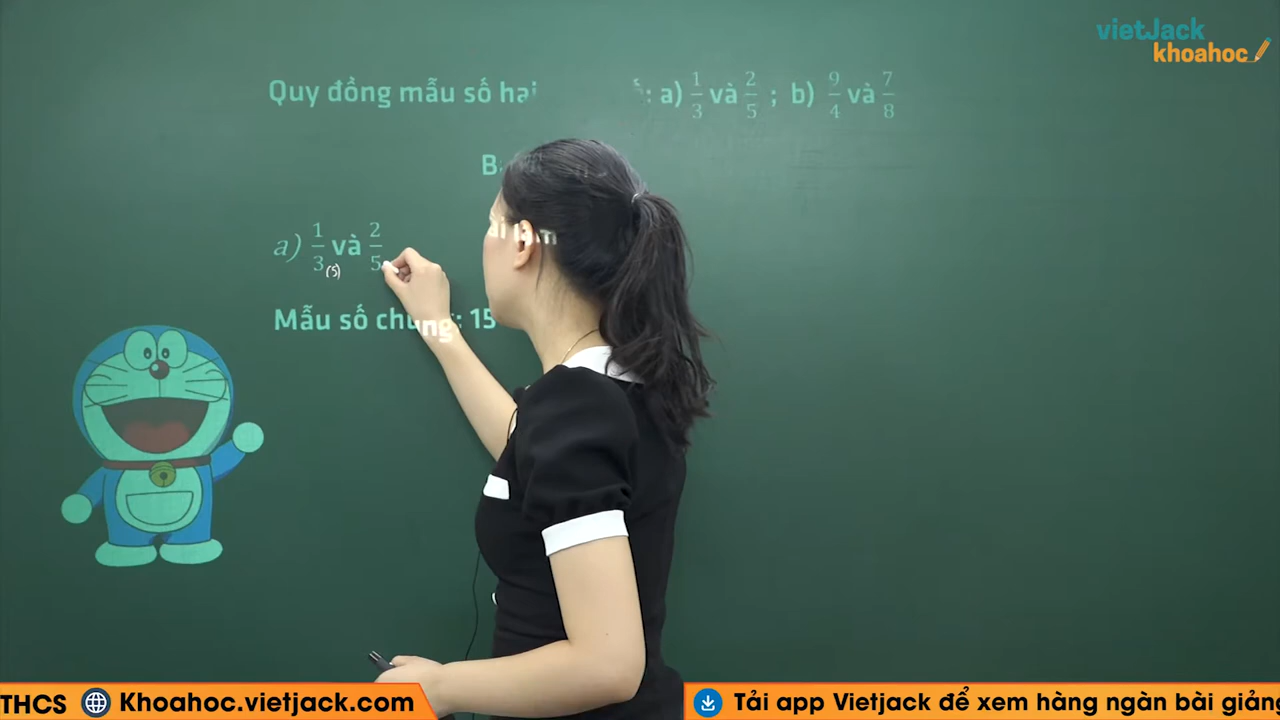 vietJack
khoahoc
Quy đồng mẫu số hai : a) 1/3 và 2/5 ; b) 9/4 và 7/8
a) 1/3 (5) và 2/5
Mẫu số chung: 15
THCS Khoahoc.vietjack.com
Tải app Vietjack để xem hàng ngàn bài giảng